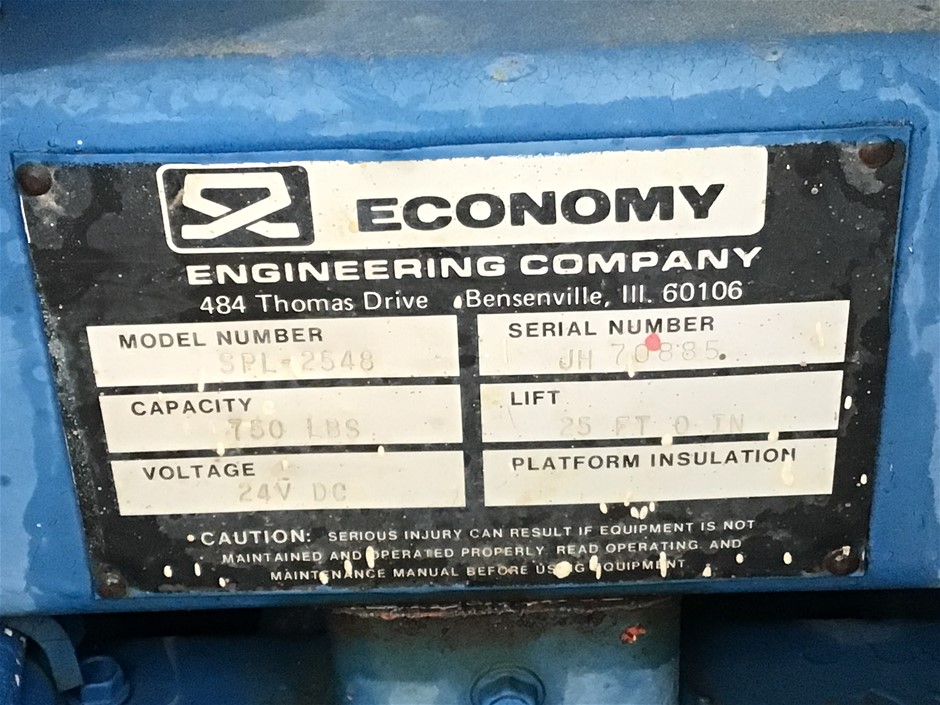 ECONOMY
ENGINEERING COMPANY
484 Thomas Drive • Bensenville, Ill. 60106
MODEL NUMBER
SPL-2548
SERIAL NUMBER
JH 70885
CAPACITY
750 LBS
LIFT
25 FT 0 IN
VOLTAGE
24V DC
PLATFORM INSULATION
• CAUTION: SERIOUS INJURY CAN RESULT IF EQUIPMENT IS NOT
MAINTAINED AND OPERATED PROPERLY. READ OPERATING AND
MAINTENANCE MANUAL BEFORE USING EQUIPMENT